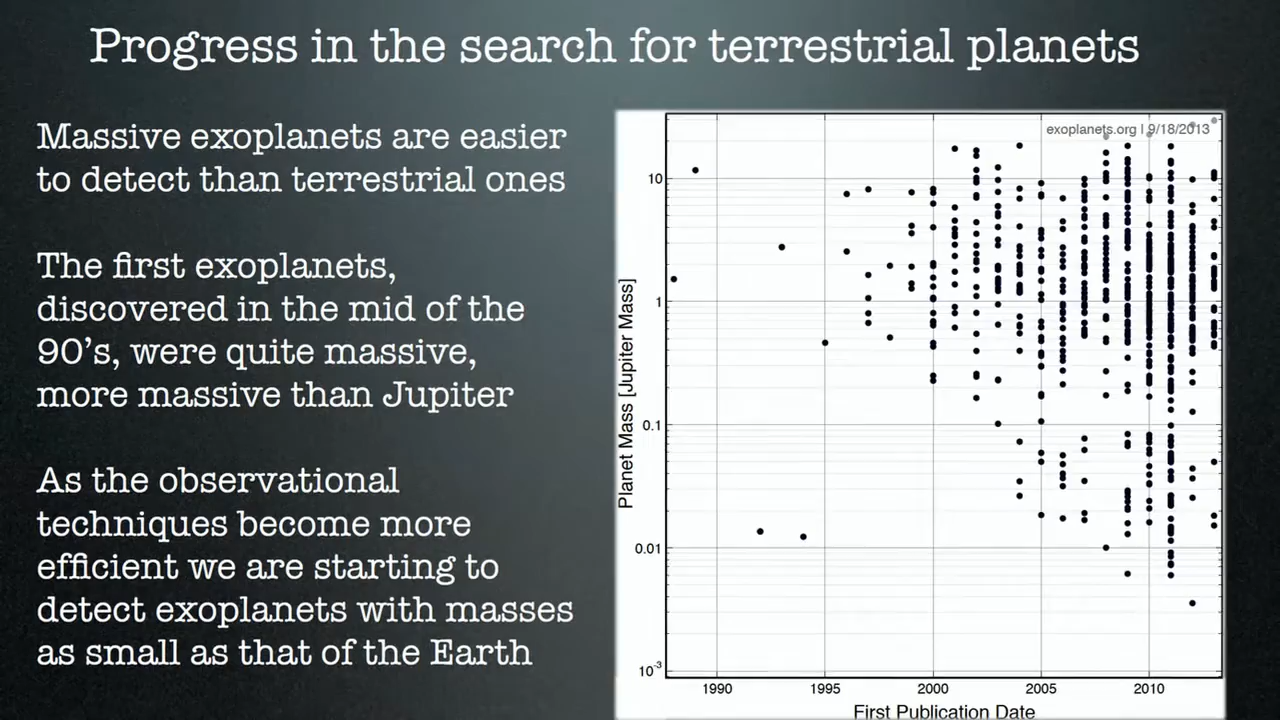 Progress in the search for terrestrial planets
Massive exoplanets are easier
to detect than terrestrial ones
The first exoplanets,
discovered in the mid of the
90's, were quite massive,
more massive than Jupiter
As the observational
techniques become more
efficient we are starting to
detect exoplanets with masses
as small as that of the Earth
exoplanets.org | 9/18/2013
Planet Mass [Jupiter Mass]
10
1
0.1
0.01
10⁻³
1990 1995 2000 2005 2010
First Publication Date